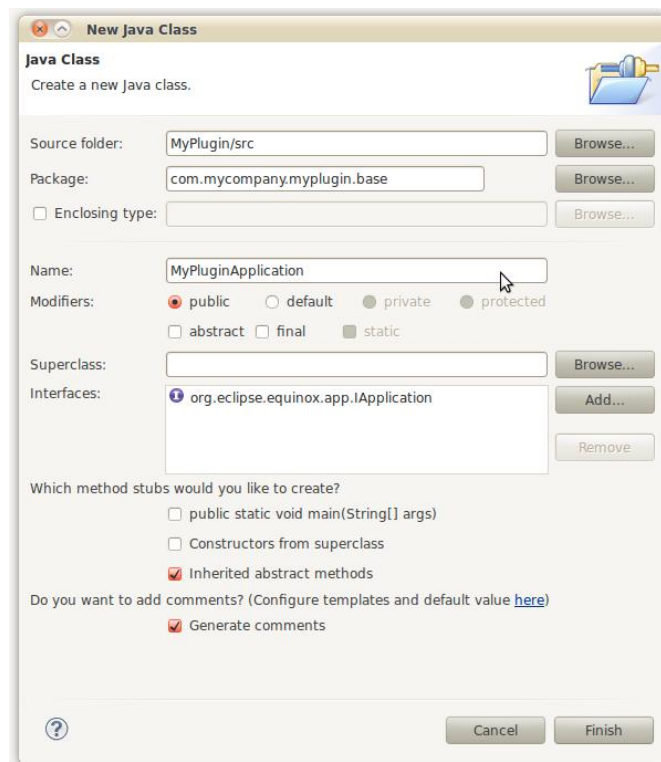 New Java Class
Java Class
Create a new Java class.
Source folder: MyPlugin/src Browse...
Package: com.mycompany.myplugin.base Browse...
Enclosing type: Browse...
Name: MyPluginApplication
Modifiers: public default private protected
abstract final static
Superclass: Browse...
Interfaces: org.eclipse.equinox.app.IApplication Add...
Remove
Which method stubs would you like to create?
public static void main(String[] args)
Constructors from superclass
Inherited abstract methods
Do you want to add comments? (Configure templates and default value here)
Generate comments
? Cancel Finish